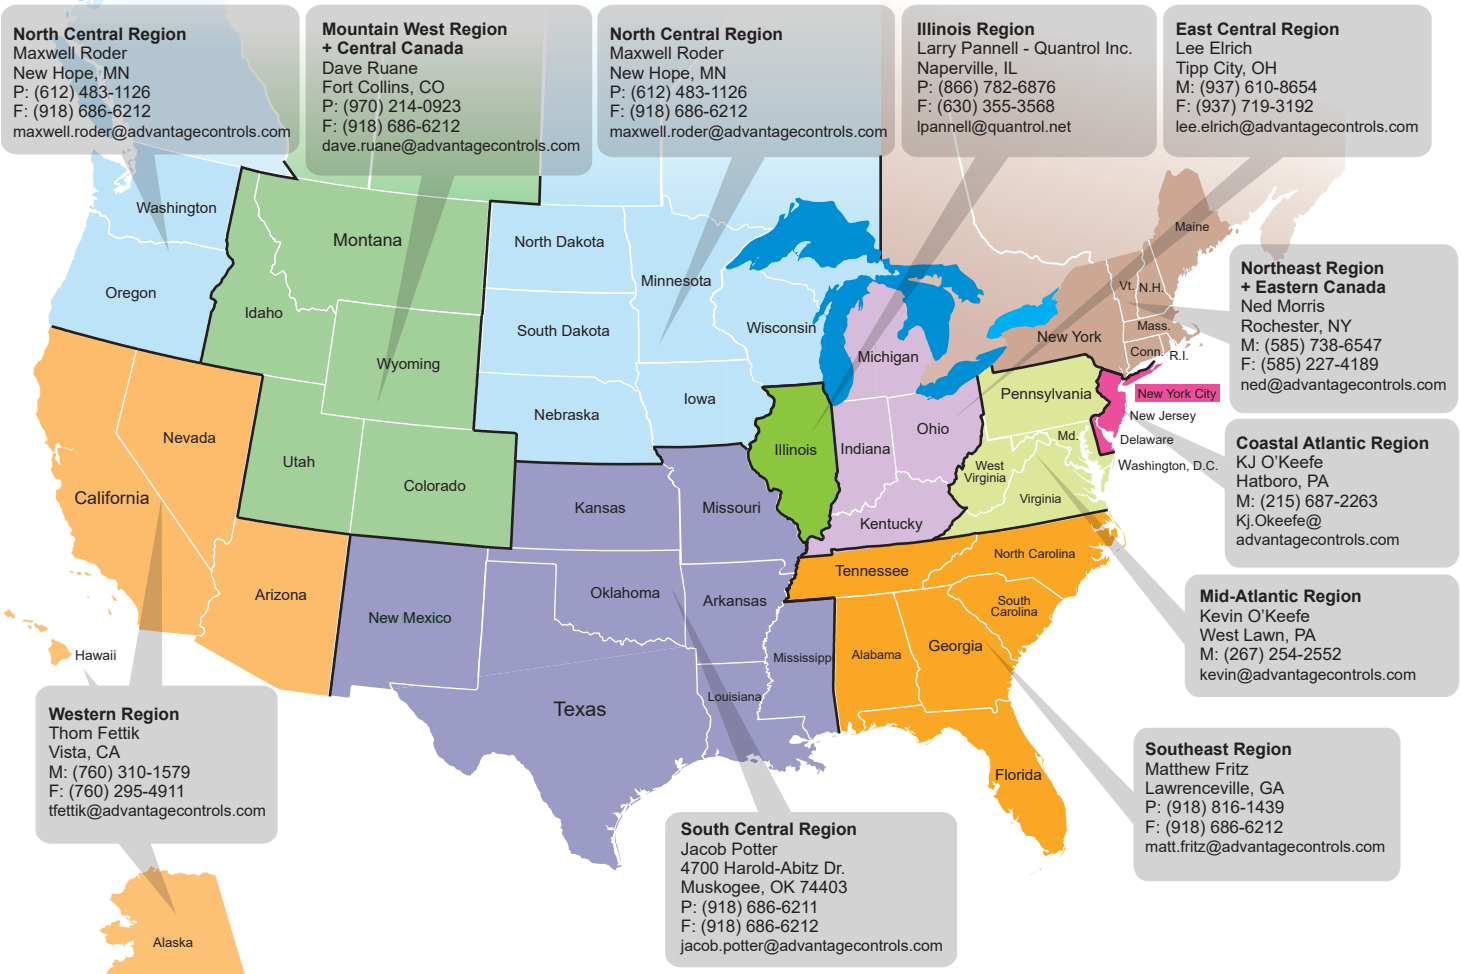 North Central Region
Maxwell Roder
New Hope, MN
P: (612) 483-1126
F: (918) 686-6212
maxwell.roder@advantagecontrols.com
Mountain West Region
+ Central Canada
Dave Ruane
Fort Collins, CO
P: (970) 214-0923
F: (918) 686-6212
dave.ruane@advantagecontrols.com
North Central Region
Maxwell Roder
New Hope, MN
P: (612) 483-1126
F: (918) 686-6212
maxwell.roder@advantagecontrols.com
Illinois Region
Larry Pannell - Quantrol Inc.
Naperville, IL
P: (866) 782-6876
F: (630) 355-3568
lpannell@quantrol.net
East Central Region
Lee Elrich
Tipp City, OH
M: (937) 610-8654
F: (937) 719-3192
lee.elrich@advantagecontrols.com
Northeast Region
+ Eastern Canada
Ned Morris
Rochester, NY
M: (585) 738-6547
F: (585) 227-4189
ned@advantagecontrols.com
Coastal Atlantic Region
KJ O'Keefe
Hatboro, PA
M: (215) 687-2263
Kj.Okeefe@
advantagecontrols.com
Mid-Atlantic Region
Kevin O'Keefe
West Lawn, PA
M: (267) 254-2552
kevin@advantagecontrols.com
Southeast Region
Matthew Fritz
Lawrenceville, GA
P: (918) 816-1439
F: (918) 686-6212
matt.fritz@advantagecontrols.com
South Central Region
Jacob Potter
4700 Harold-Abitz Dr.
Muskogee, OK 74403
P: (918) 686-6211
F: (918) 686-6212
jacob.potter@advantagecontrols.com
Western Region
Thom Fettik
Vista, CA
M: (760) 310-1579
F: (760) 295-4911
tfettik@advantagecontrols.com
Washington
Oregon
Montana
Idaho
Wyoming
Utah
Colorado
North Dakota
South Dakota
Nebraska
Minnesota
Iowa
Wisconsin
Michigan
Illinois
Indiana
Ohio
Kentucky
Maine
Vt.
N.H.
Mass.
Conn.
R.I.
New York
New York City
New Jersey
Delaware
Washington, D.C.
Pennsylvania
Md.
West
Virginia
Virginia
California
Nevada
Arizona
Hawaii
Alaska
New Mexico
Kansas
Missouri
Oklahoma
Arkansas
Texas
Louisiana
Mississippi
Tennessee
North Carolina
South
Carolina
Georgia
Alabama
Florida